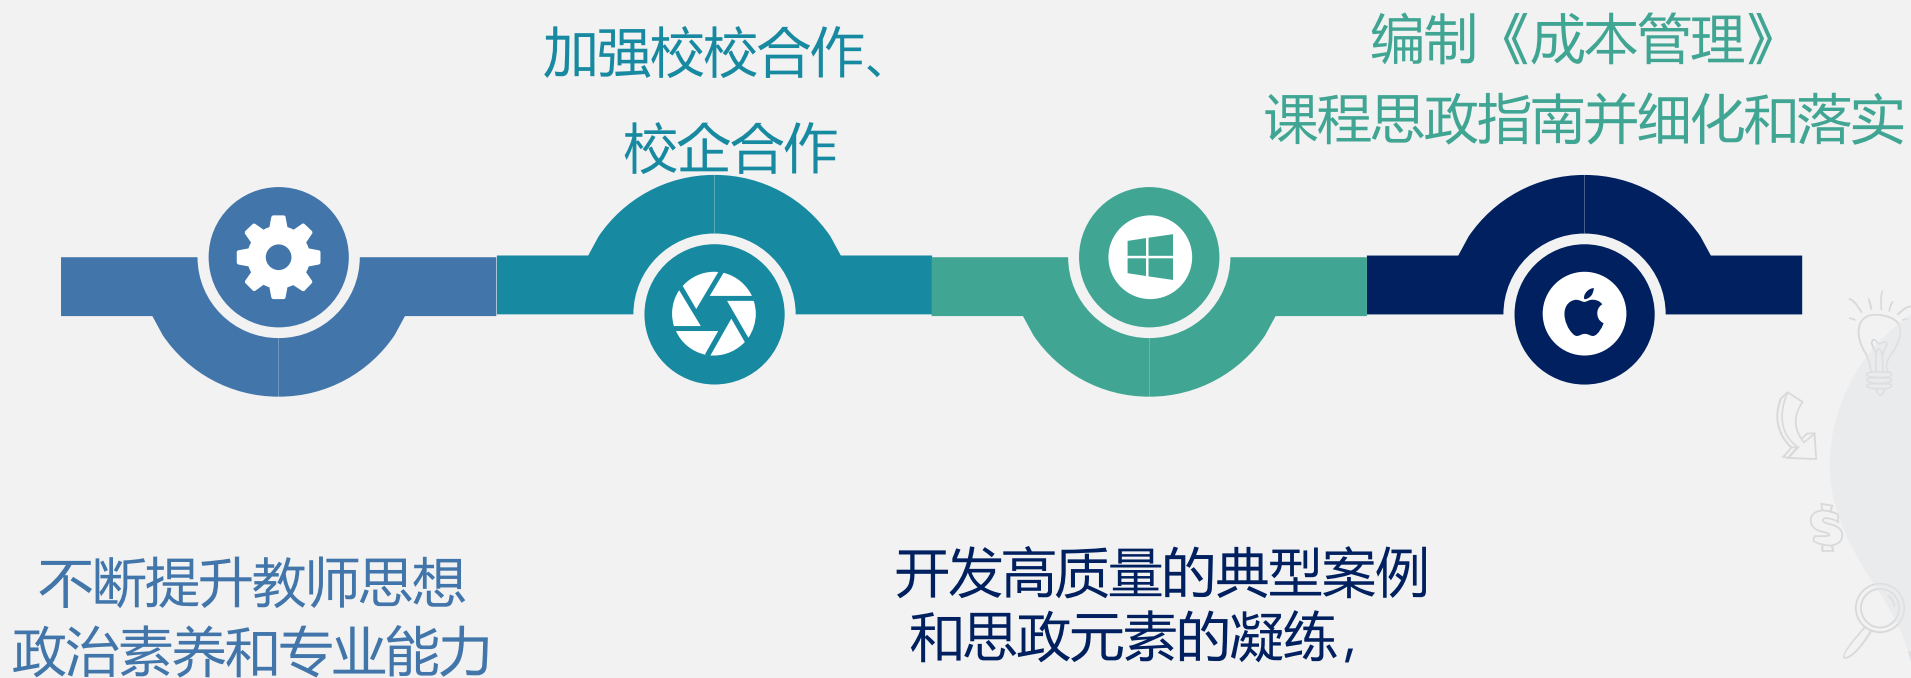 加强校校合作、
校企合作
编制《成本管理》
课程思政指南并细化和落实
不断提升教师思想
政治素养和专业能力
开发高质量的典型案例
和思政元素的凝练，